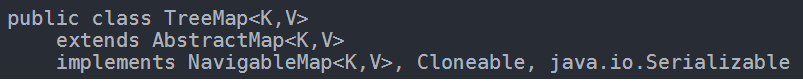 public class TreeMap<K,V>
    extends AbstractMap<K,V>
    implements NavigableMap<K,V>, Cloneable, java.io.Serializable